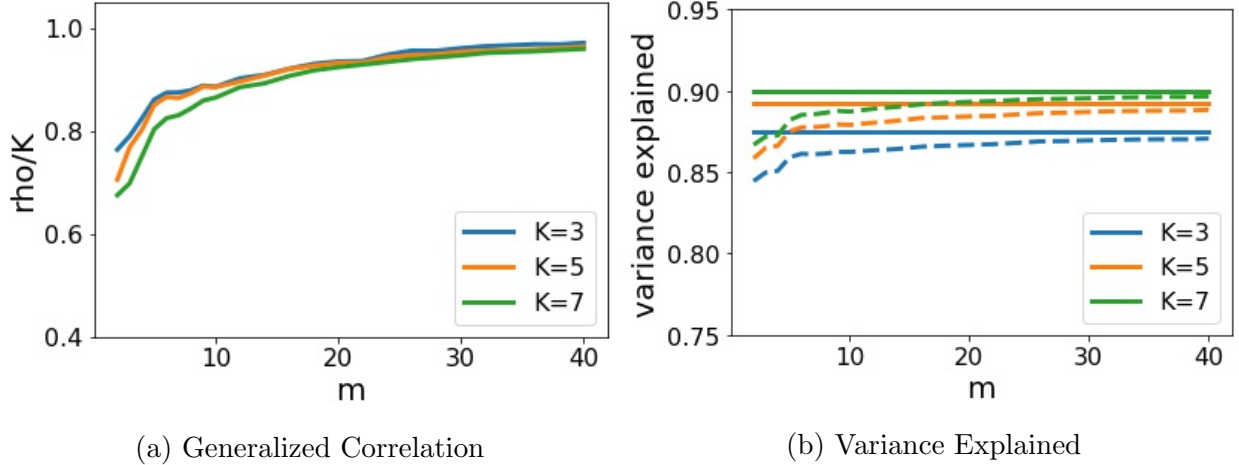 1.0
0.8
0.6
0.4
rho/K
10
20
30
40
m
K=3
K=5
K=7
(a) Generalized Correlation
0.95
0.90
0.85
0.80
0.75
variance explained
10
20
30
40
m
K=3
K=5
K=7
(b) Variance Explained